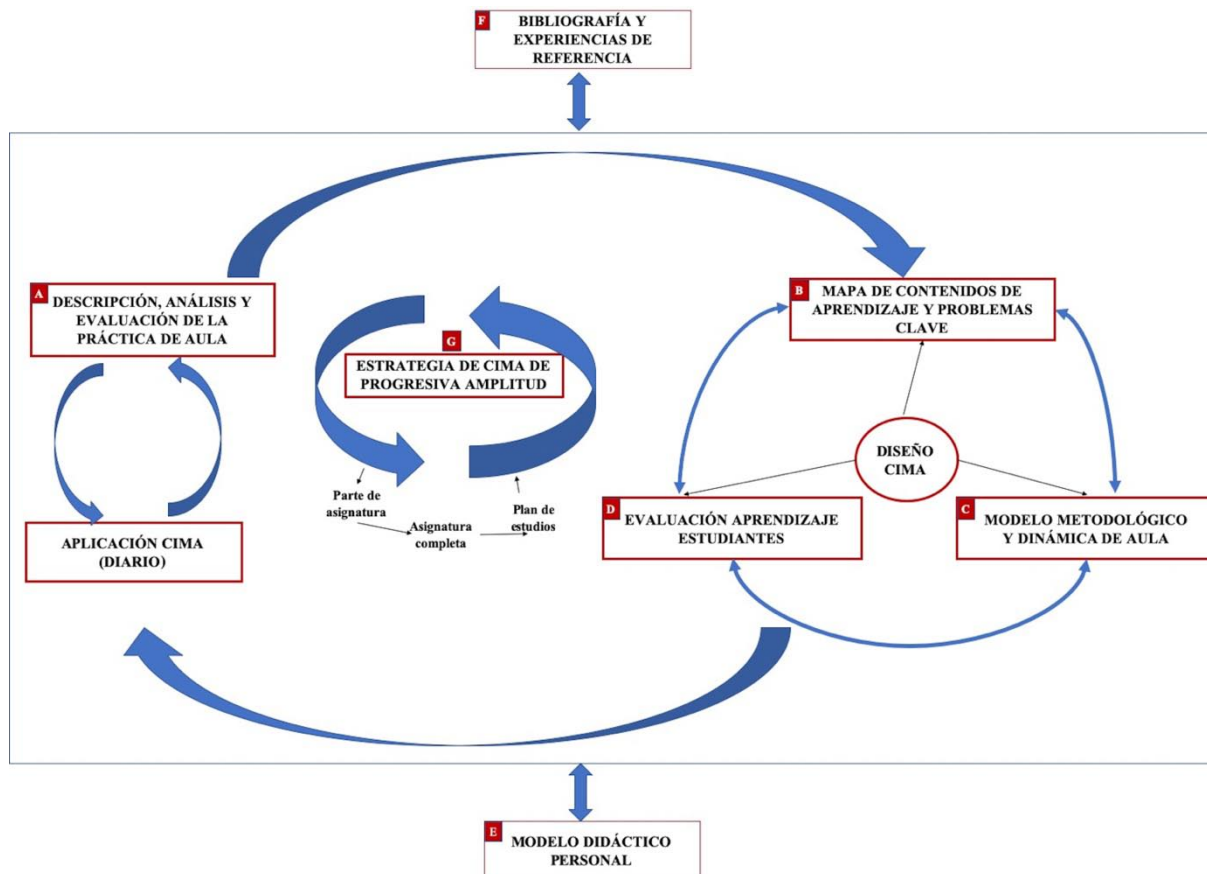 F
BIBLIOGRAFÍA Y
EXPERIENCIAS DE
REFERENCIA
A
DESCRIPCIÓN, ANÁLISIS Y
EVALUACIÓN DE LA
PRÁCTICA DE AULA
B
MAPA DE CONTENIDOS DE
APRENDIZAJE Y PROBLEMAS
CLAVE
G
ESTRATEGIA DE CIMA DE
PROGRESIVA AMPLITUD
DISEÑO
CIMA
Parte de
asignatura
Asignatura
completa
Plan de
estudios
APLICACIÓN CIMA
(DIARIO)
D
EVALUACIÓN APRENDIZAJE
ESTUDIANTES
C
MODELO METODOLÓGICO
Y DINÁMICA DE AULA
E
MODELO DIDÁCTICO
PERSONAL